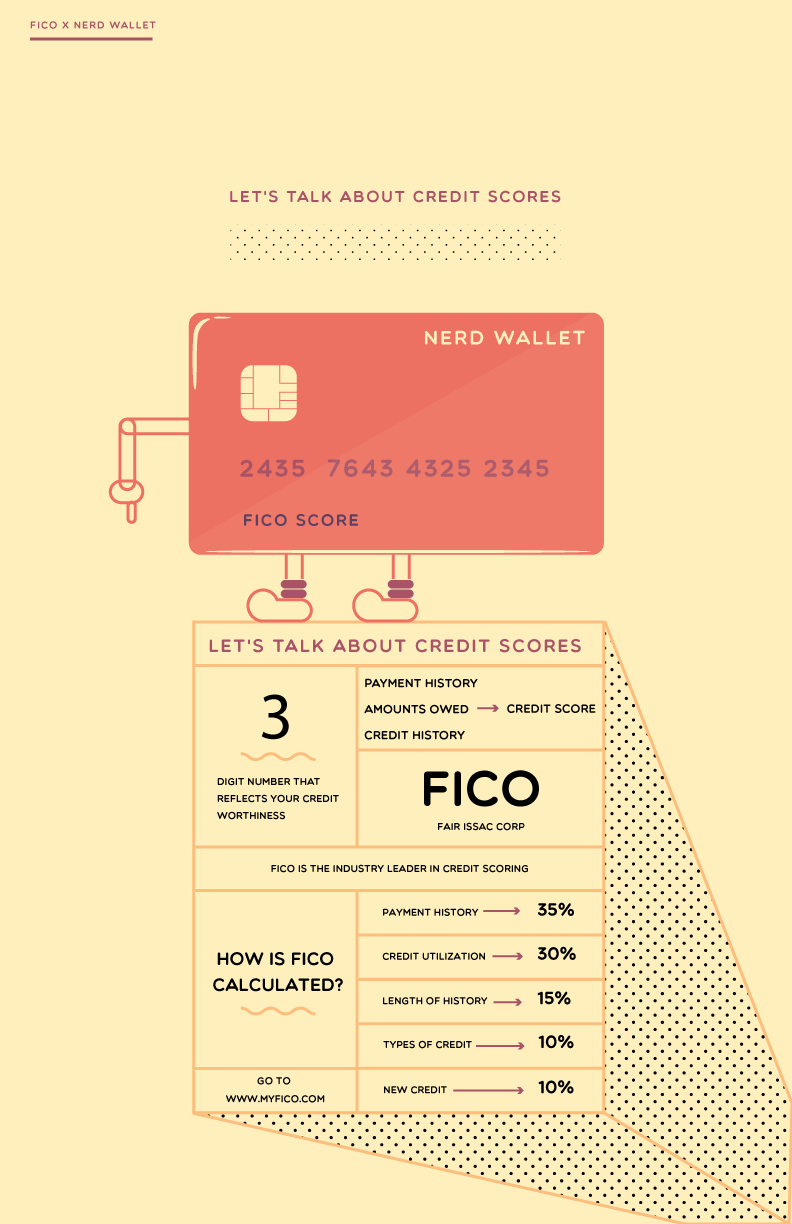 FICO X NERD WALLET
LET'S TALK ABOUT CREDIT SCORES
NERD WALLET
2435 7643 4325 2345
FICO SCORE
LET'S TALK ABOUT CREDIT SCORES
3
DIGIT NUMBER THAT
REFLECTS YOUR CREDIT
WORTHINESS
PAYMENT HISTORY
AMOUNTS OWED → CREDIT SCORE
CREDIT HISTORY
FICO
FAIR ISSAC CORP
FICO IS THE INDUSTRY LEADER IN CREDIT SCORING
HOW IS FICO
CALCULATED?
PAYMENT HISTORY → 35%
CREDIT UTILIZATION → 30%
LENGTH OF HISTORY → 15%
TYPES OF CREDIT → 10%
NEW CREDIT → 10%
GO TO
WWW.MYFICO.COM